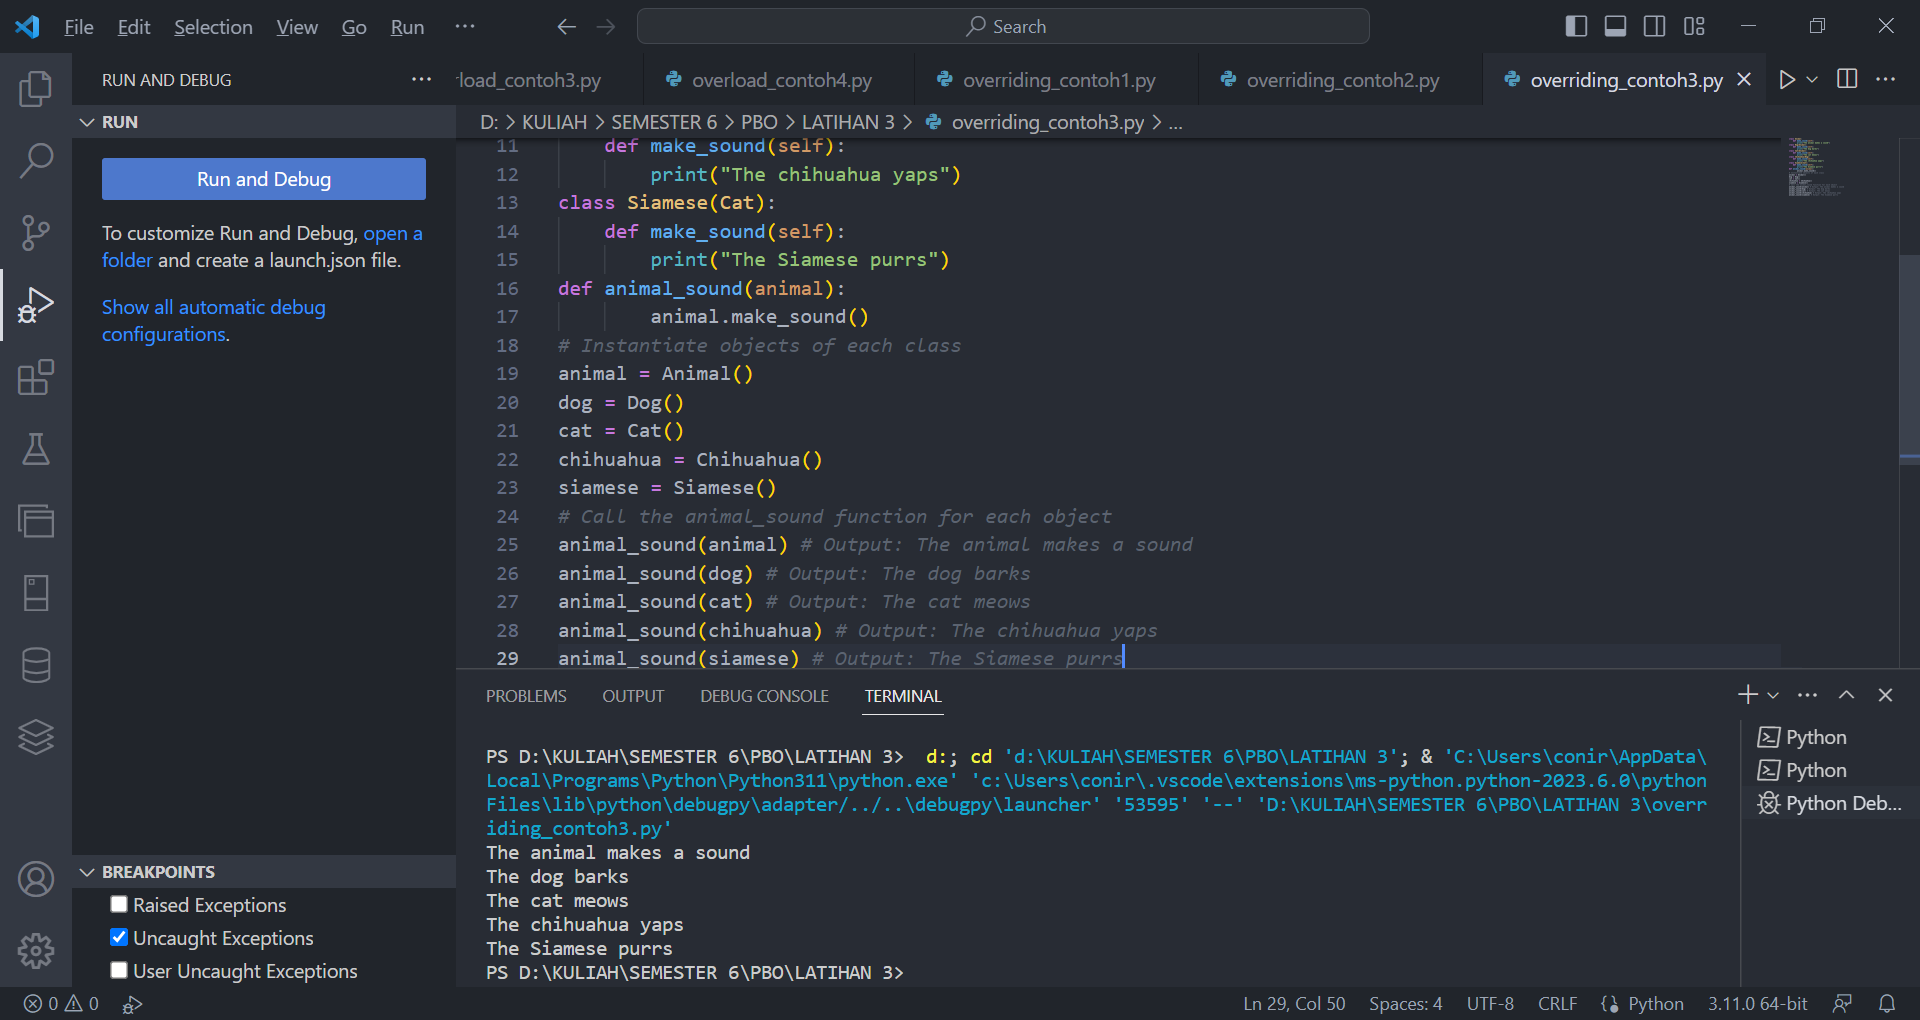 File Edit Selection View Go Run ··· Search
RUN AND DEBUG ···
rload_contoh3.py overload_contoh4.py overriding_contoh1.py overriding_contoh2.py overriding_contoh3.py
RUN
Run and Debug
To customize Run and Debug, open a
folder and create a launch.json file.
Show all automatic debug
configurations.
BREAKPOINTS
Raised Exceptions
Uncaught Exceptions
User Uncaught Exceptions
D: > KULIAH > SEMESTER 6 > PBO > LATIHAN 3 > overriding_contoh3.py > ...
11 def make_sound(self):
12 print("The chihuahua yaps")
13 class Siamese(Cat):
14 def make_sound(self):
15 print("The Siamese purrs")
16 def animal_sound(animal):
17 animal.make_sound()
18 # Instantiate objects of each class
19 animal = Animal()
20 dog = Dog()
21 cat = Cat()
22 chihuahua = Chihuahua()
23 siamese = Siamese()
24 # Call the animal_sound function for each object
25 animal_sound(animal) # Output: The animal makes a sound
26 animal_sound(dog) # Output: The dog barks
27 animal_sound(cat) # Output: The cat meows
28 animal_sound(chihuahua) # Output: The chihuahua yaps
29 animal_sound(siamese) # Output: The Siamese purrs
PROBLEMS OUTPUT DEBUG CONSOLE TERMINAL
PS D:\KULIAH\SEMESTER 6\PBO\LATIHAN 3>  d:; cd 'd:\KULIAH\SEMESTER 6\PBO\LATIHAN 3'; & 'C:\Users\conir\AppData\
Local\Programs\Python\Python311\python.exe' 'c:\Users\conir\.vscode\extensions\ms-python.python-2023.6.0\python
Files\lib\python\debugpy\adapter/../..\debugpy\launcher' '53595' '--' 'D:\KULIAH\SEMESTER 6\PBO\LATIHAN 3\overr
iding_contoh3.py'
The animal makes a sound
The dog barks
The cat meows
The chihuahua yaps
The Siamese purrs
PS D:\KULIAH\SEMESTER 6\PBO\LATIHAN 3>
Python
Python
Python Deb...
0 0 Ln 29, Col 50 Spaces: 4 UTF-8 CRLF Python 3.11.0 64-bit